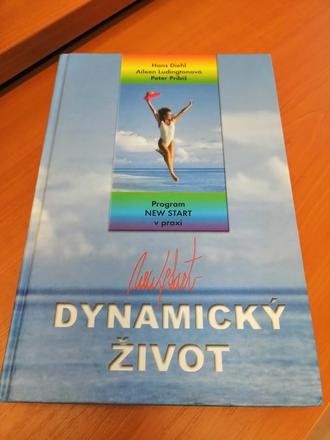 Hans Diehl
Aileen Ludingtonová
Peter Pribiš
Program
NEW START
v praxi
New Start
DYNAMICKÝ
ŽIVOT